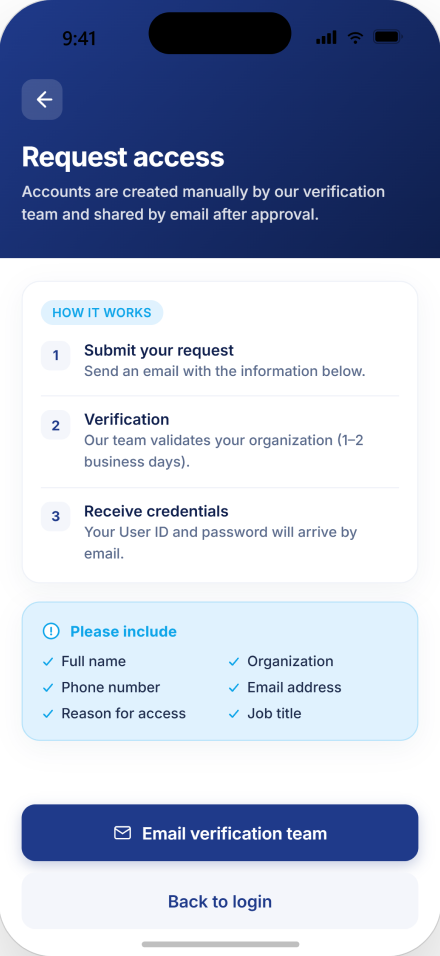 9:41
Request access
Accounts are created manually by our verification
team and shared by email after approval.
HOW IT WORKS
1
Submit your request
Send an email with the information below.
2
Verification
Our team validates your organization (1–2
business days).
3
Receive credentials
Your User ID and password will arrive by
email.
Please include
Full name
Organization
Phone number
Email address
Reason for access
Job title
Email verification team
Back to login